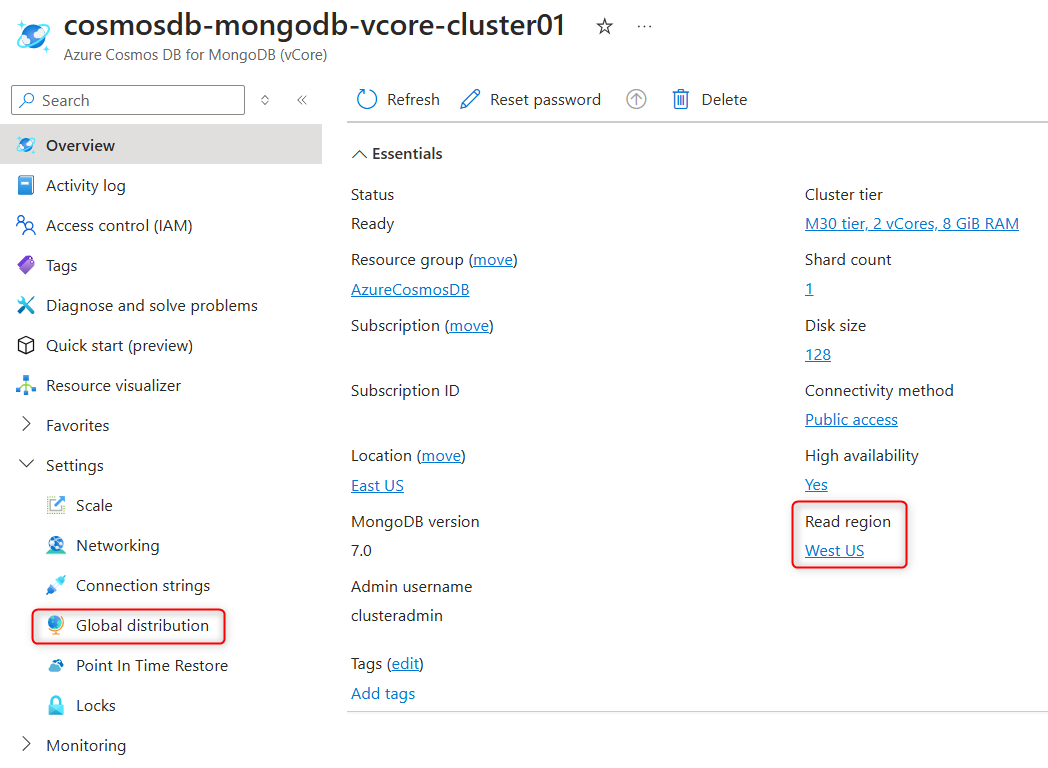 cosmosdb-mongodb-vcore-cluster01
Azure Cosmos DB for MongoDB (vCore)
Search
Overview
Activity log
Access control (IAM)
Tags
Diagnose and solve problems
Quick start (preview)
Resource visualizer
Favorites
Settings
Scale
Networking
Connection strings
Global distribution
Point In Time Restore
Locks
Monitoring
Refresh
Reset password
Delete
Essentials
Status
Ready
Resource group (move)
AzureCosmosDB
Subscription (move)
Subscription ID
Location (move)
East US
MongoDB version
7.0
Admin username
clusteradmin
Tags (edit)
Add tags
Cluster tier
M30 tier, 2 vCores, 8 GiB RAM
Shard count
1
Disk size
128
Connectivity method
Public access
High availability
Yes
Read region
West US